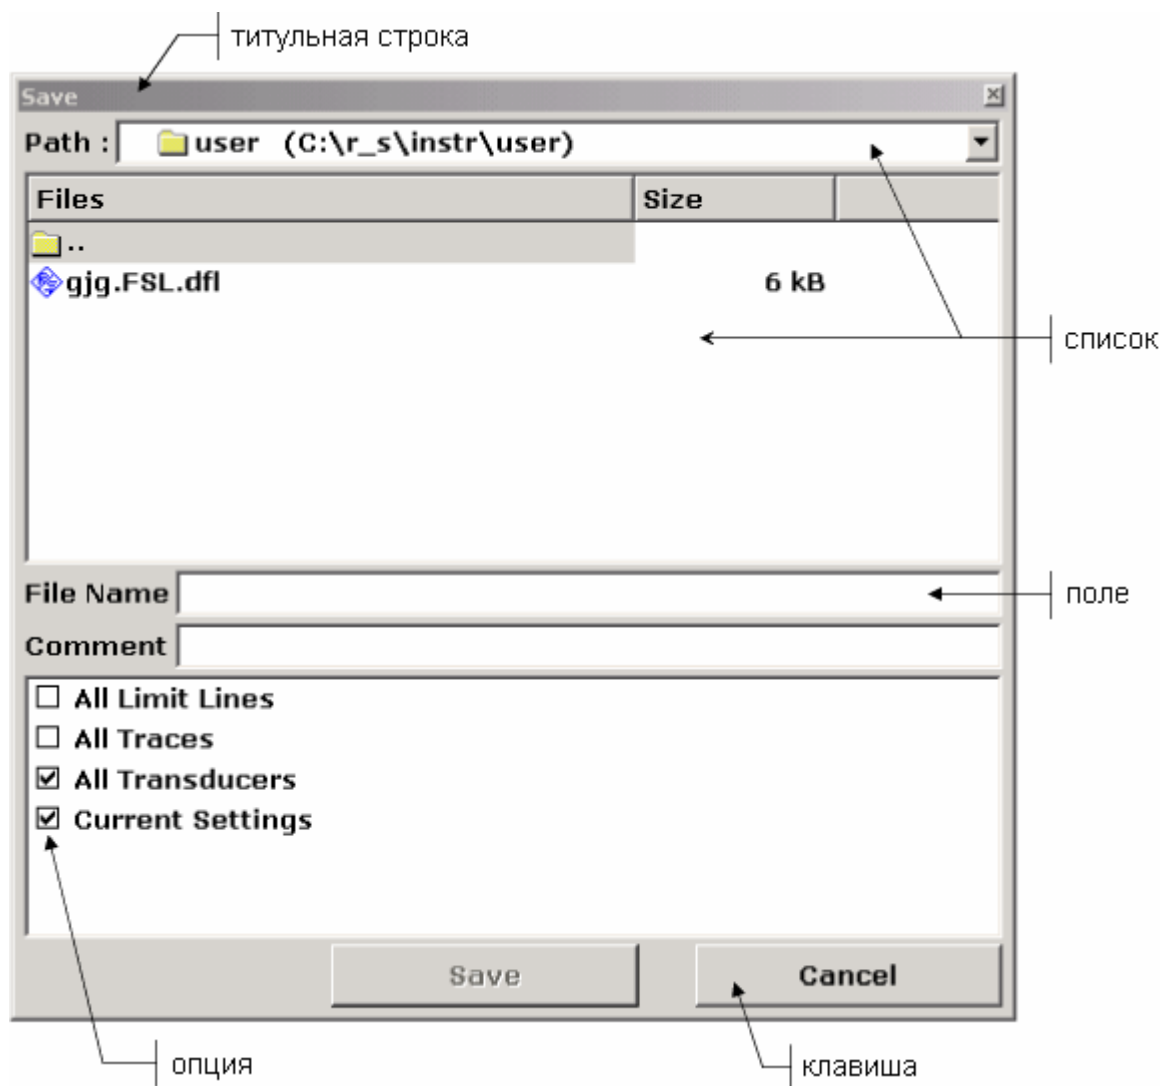 титульная строка
Save
Path : user (C:\r_s\instr\user)
Files Size
..
gjg.FSL.dfl 6 kB
список
File Name
поле
Comment
All Limit Lines
All Traces
All Transducers
Current Settings
Save Cancel
опция клавиша